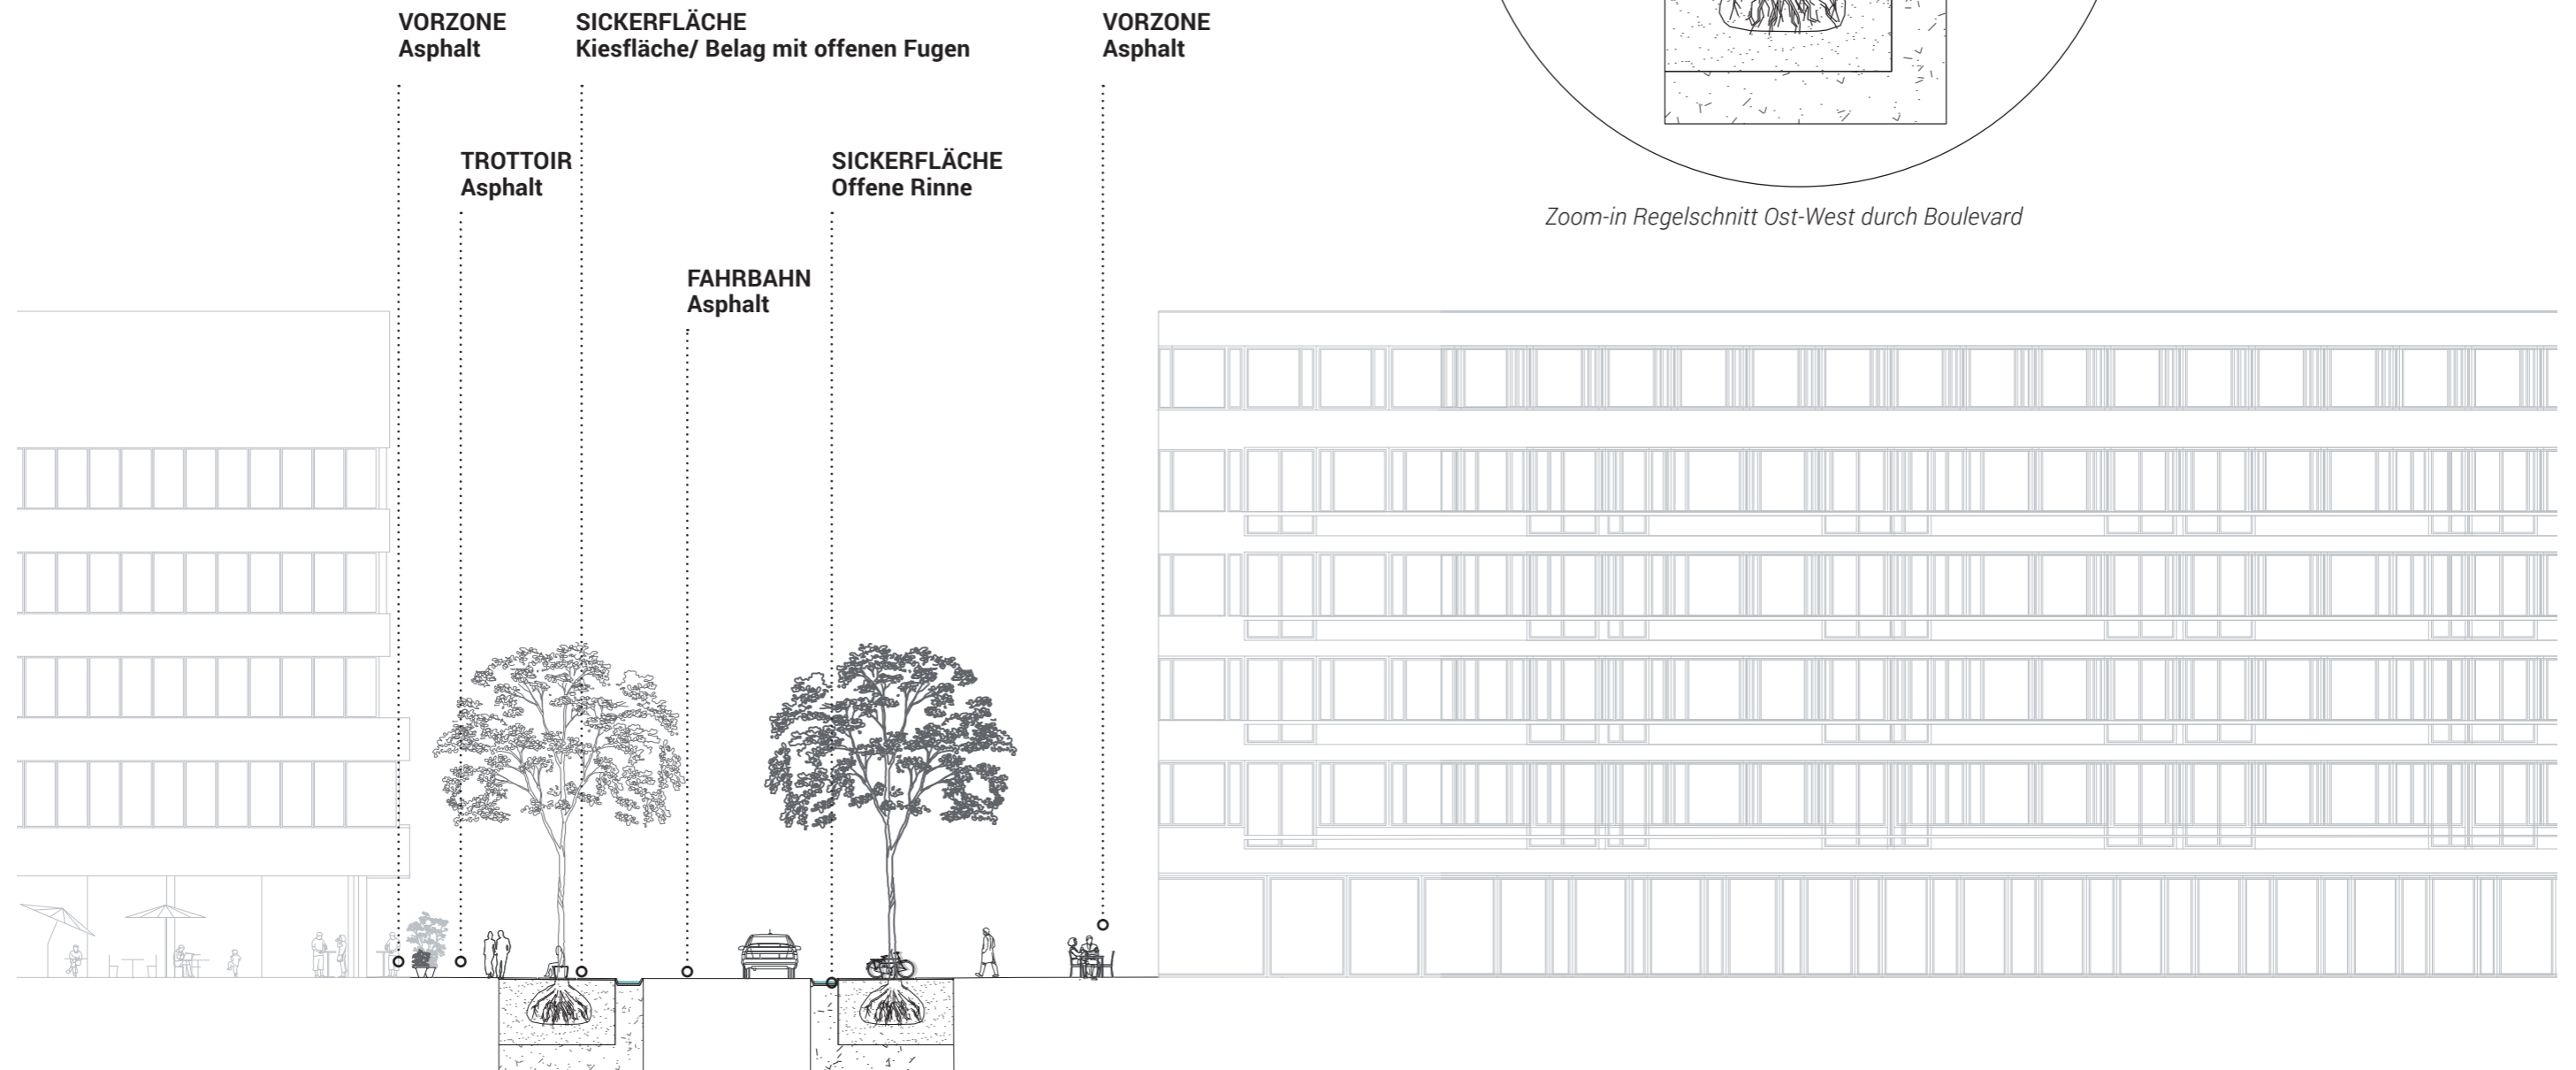 VORZONE
Asphalt
SICKERFLÄCHE
Kiesfläche/ Belag mit offenen Fugen
VORZONE
Asphalt
TROTTOIR
Asphalt
SICKERFLÄCHE
Offene Rinne
Zoom-in Regelschnitt Ost-West durch Boulevard
FAHRBAHN
Asphalt